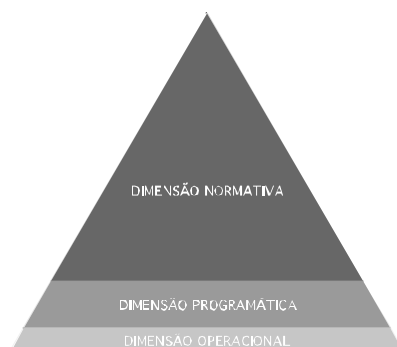 DIMENSÃO NORMATIVA
DIMENSÃO PROGRAMÁTICA
DIMENSÃO OPERACIONAL